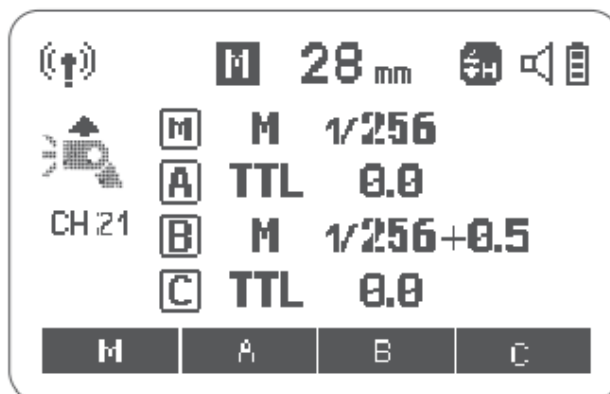 M 28 mm H
M M 1/256
A TTL 0.0
CH 21
B M 1/256+0.5
C TTL 0.0
M A B C